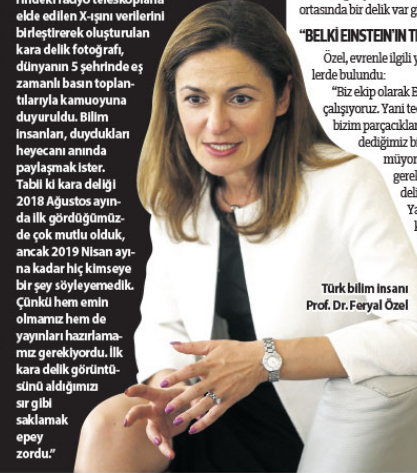 rindeki radyo teleskoplarla
elde edilen X-ışını verilerini
birleştirerek oluşturulan
kara delik fotoğrafı,
dünyanın 5 şehrinde eş
zamanlı basın toplan-
tılarıyla kamuoyuna
duyuruldu. Bilim
insanları, duydukları
heyecanı anında
paylaşmak ister.
Tabii ki kara deliği
2018 Ağustos ayın-
da ilk gördüğümüz-
de çok mutlu olduk,
ancak 2019 Nisan ayı-
na kadar hiç kimseye
bir şey söyleyemedik.
Çünkü hem emin
olmamız hem de
yayınları hazırlama-
mız gerekiyordu. İlk
kara delik görüntü-
sünü aldığımızı
sır gibi
saklamak
epey
zordu.”
ortasında bir delik var g
“BELKİ EINSTEIN'IN T
Özel, evrenle ilgili y
lerde bulundu:
“Biz ekip olarak E
çalışıyoruz. Yani te
bizim parçacıklar
dediğimiz bi
müyor
gerek
deli
Ya
k
Türk bilim insanı
Prof. Dr. Feryal Özel